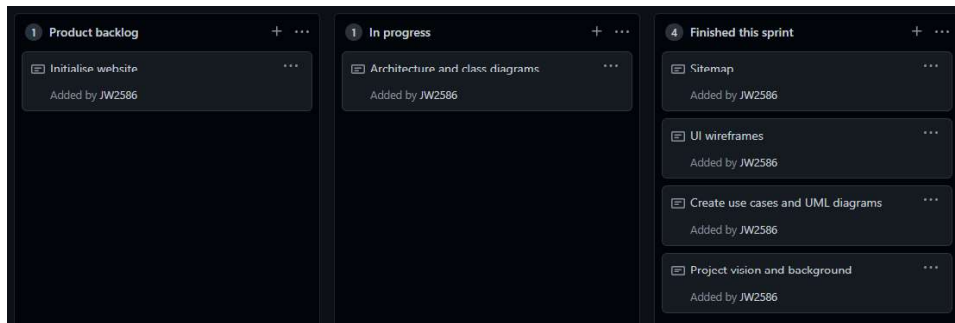 1 Product backlog
Initialise website
Added by JW2586
1 In progress
Architecture and class diagrams
Added by JW2586
4 Finished this sprint
Sitemap
Added by JW2586
UI wireframes
Added by JW2586
Create use cases and UML diagrams
Added by JW2586
Project vision and background
Added by JW2586